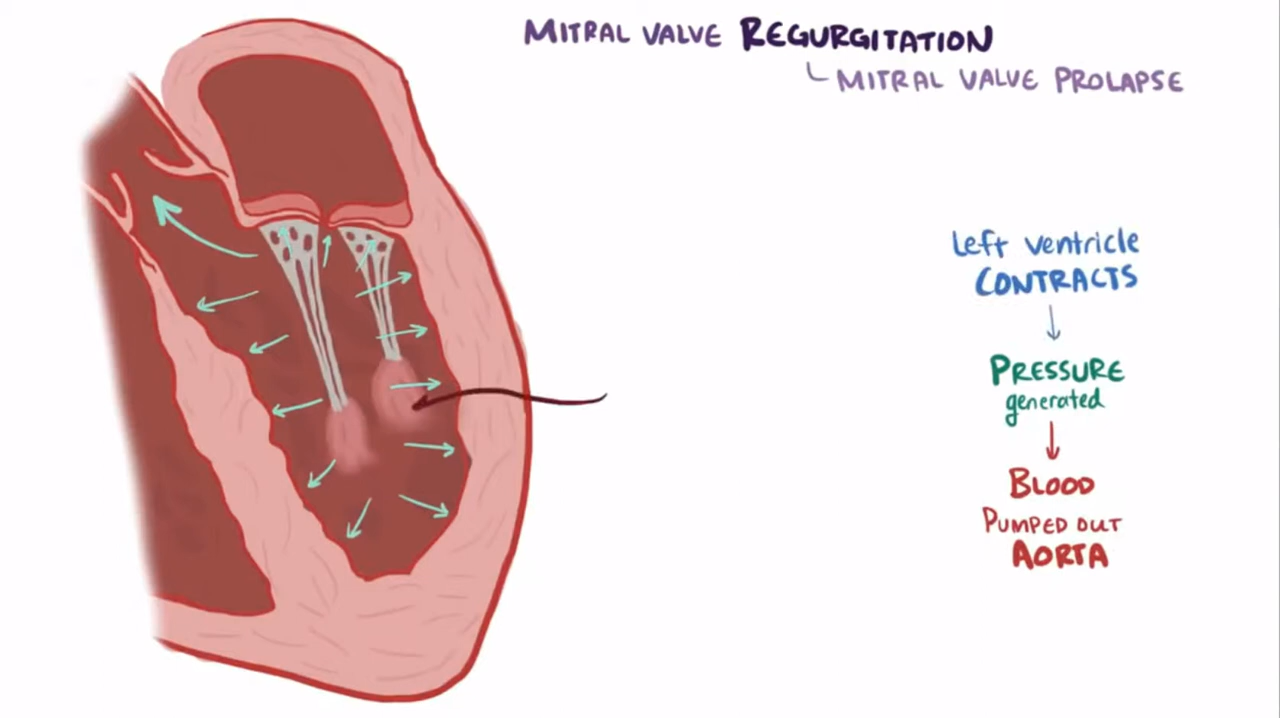 MITRAL VALVE REGURGITATION
MITRAL VALVE PROLAPSE
Left ventricle
CONTRACTS
PRESSURE
generated
BLOOD
PUMPED OUT
AORTA